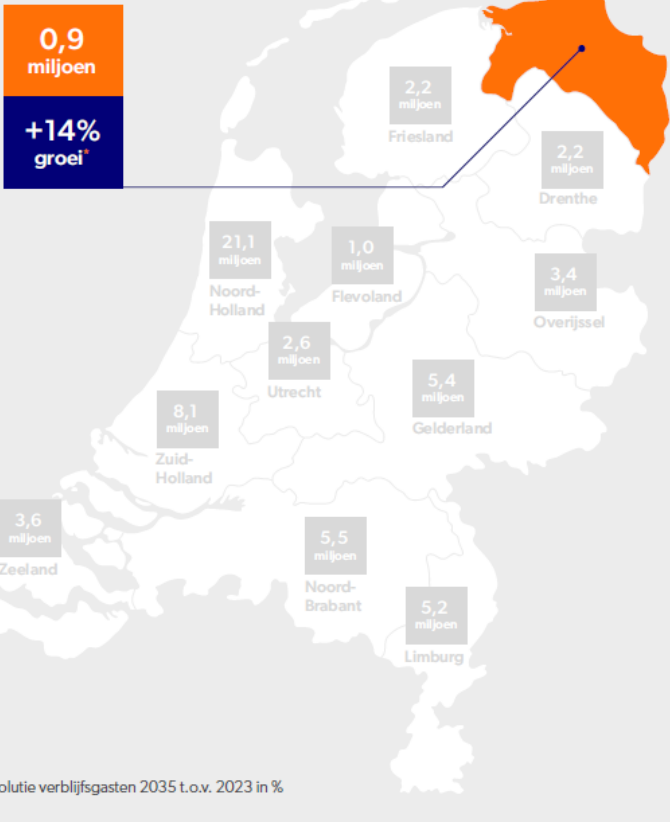 0,9
miljoen
+14%
groei*
2,2
miljoen
Friesland
2,2
miljoen
Drenthe
21,1
miljoen
Noord-
Holland
1,0
miljoen
Flevoland
3,4
miljoen
Overijssel
2,6
miljoen
Utrecht
5,4
miljoen
Gelderland
8,1
miljoen
Zuid-
Holland
3,6
miljoen
Zeeland
5,5
miljoen
Noord-
Brabant
5,2
miljoen
Limburg
olutie verblijfsgasten 2035 t.o.v. 2023 in %